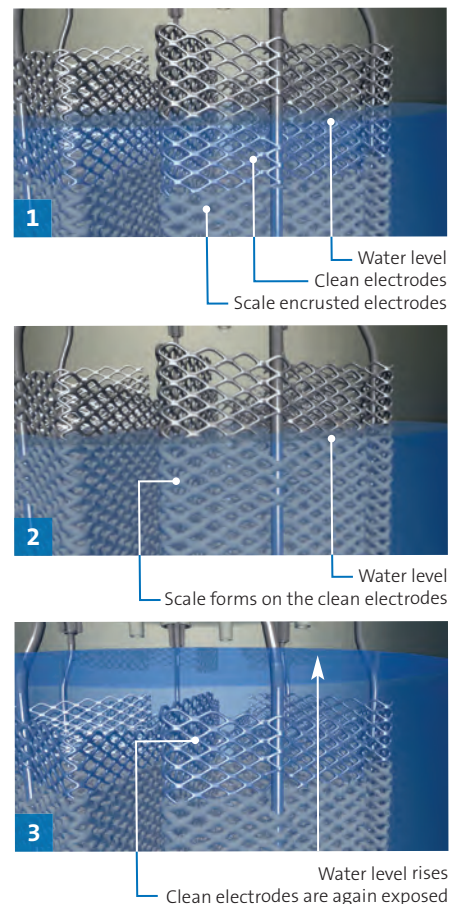 1
Water level
Clean electrodes
Scale encrusted electrodes
2
Water level
Scale forms on the clean electrodes
3
Water level rises
Clean electrodes are again exposed